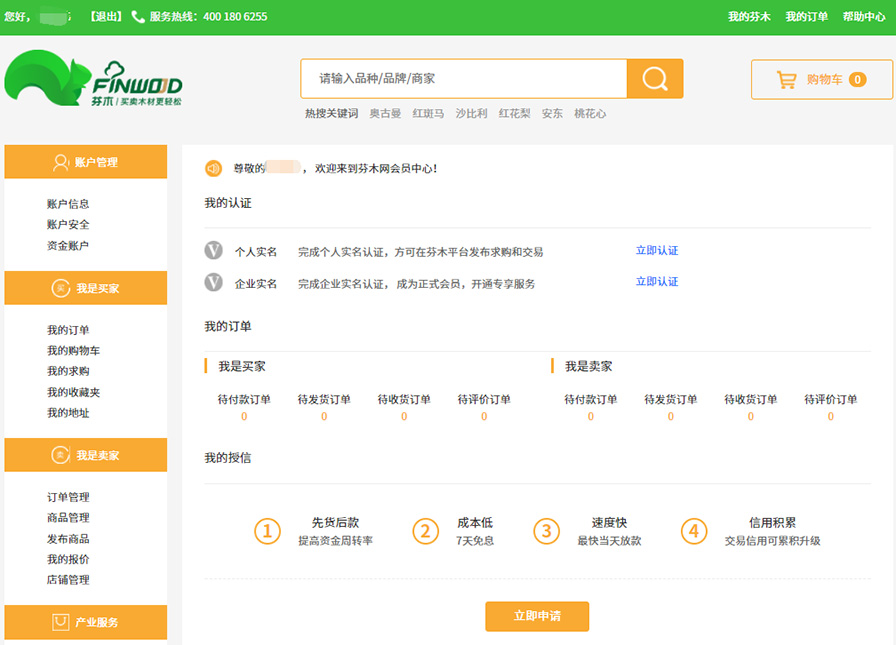 您好， 【退出】 服务热线：400 180 6255 我的芬木 我的订单 帮助中心
FINWOOD
芬木 | 买卖木材更轻松
请输入品种/品牌/商家
购物车 0
热搜关键词 奥古曼 红斑马 沙比利 红花梨 安东 桃花心
账户管理
账户信息
账户安全
资金账户
买 我是买家
我的订单
我的购物车
我的求购
我的收藏夹
我的地址
卖 我是卖家
订单管理
商品管理
发布商品
我的报价
店铺管理
产业服务
尊敬的 ，欢迎来到芬木网会员中心！
我的认证
V 个人实名 完成个人实名认证，方可在芬木平台发布求购和交易 立即认证
V 企业实名 完成企业实名认证， 成为正式会员，开通专享服务 立即认证
我的订单
我是买家 我是卖家
待付款订单 待发货订单 待收货订单 待评价订单 待付款订单 待发货订单 待收货订单 待评价订单
0 0 0 0 0 0 0 0
我的授信
1 先货后款 2 成本低 3 速度快 4 信用积累
提高资金周转率 7天免息 最快当天放款 交易信用可累积升级
立即申请